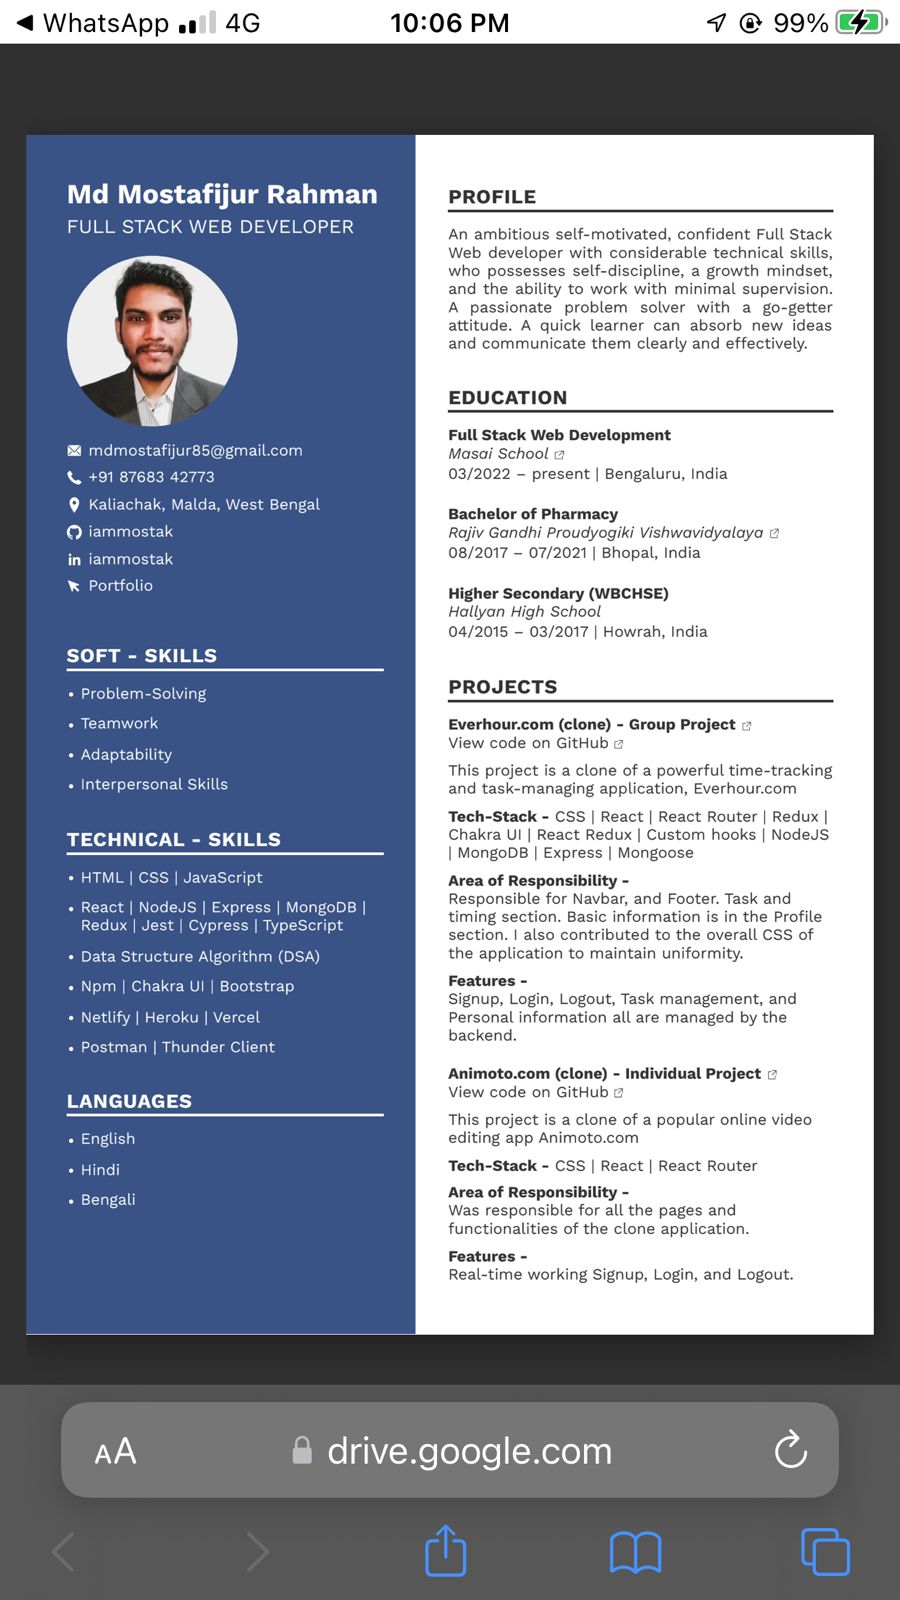 WhatsApp 4G 10:06 PM 99%
Md Mostafijur Rahman
FULL STACK WEB DEVELOPER
mdmostafijur85@gmail.com
+91 87683 42773
Kaliachak, Malda, West Bengal
iammostak
iammostak
Portfolio
SOFT - SKILLS
• Problem-Solving
• Teamwork
• Adaptability
• Interpersonal Skills
TECHNICAL - SKILLS
• HTML | CSS | JavaScript
• React | NodeJS | Express | MongoDB |
Redux | Jest | Cypress | TypeScript
• Data Structure Algorithm (DSA)
• Npm | Chakra UI | Bootstrap
• Netlify | Heroku | Vercel
• Postman | Thunder Client
LANGUAGES
• English
• Hindi
• Bengali
PROFILE
An ambitious self-motivated, confident Full Stack
Web developer with considerable technical skills,
who possesses self-discipline, a growth mindset,
and the ability to work with minimal supervision.
A passionate problem solver with a go-getter
attitude. A quick learner can absorb new ideas
and communicate them clearly and effectively.
EDUCATION
Full Stack Web Development
Masai School
03/2022 – present | Bengaluru, India
Bachelor of Pharmacy
Rajiv Gandhi Proudyogiki Vishwavidyalaya
08/2017 – 07/2021 | Bhopal, India
Higher Secondary (WBCHSE)
Hallyan High School
04/2015 – 03/2017 | Howrah, India
PROJECTS
Everhour.com (clone) - Group Project
View code on GitHub
This project is a clone of a powerful time-tracking
and task-managing application, Everhour.com
Tech-Stack - CSS | React | React Router | Redux |
Chakra UI | React Redux | Custom hooks | NodeJS
| MongoDB | Express | Mongoose
Area of Responsibility -
Responsible for Navbar, and Footer. Task and
timing section. Basic information is in the Profile
section. I also contributed to the overall CSS of
the application to maintain uniformity.
Features -
Signup, Login, Logout, Task management, and
Personal information all are managed by the
backend.
Animoto.com (clone) - Individual Project
View code on GitHub
This project is a clone of a popular online video
editing app Animoto.com
Tech-Stack - CSS | React | React Router
Area of Responsibility -
Was responsible for all the pages and
functionalities of the clone application.
Features -
Real-time working Signup, Login, and Logout.
AA drive.google.com